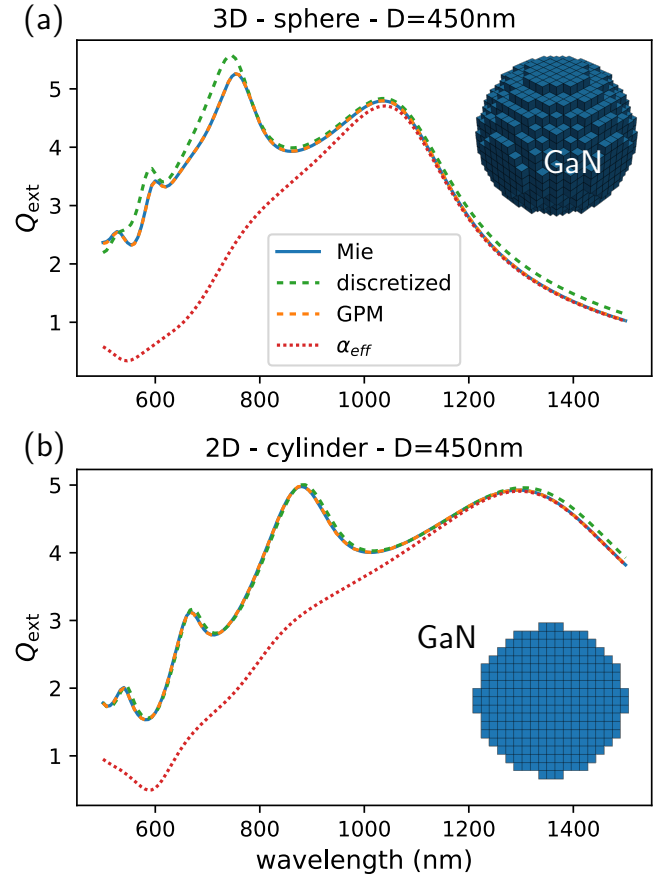 (a)
3D - sphere - D=450nm
Q_ext
5
4
3
2
1
GaN
Mie
discretized
GPM
α_eff
600 800 1000 1200 1400
(b)
2D - cylinder - D=450nm
Q_ext
5
4
3
2
1
GaN
600 800 1000 1200 1400
wavelength (nm)